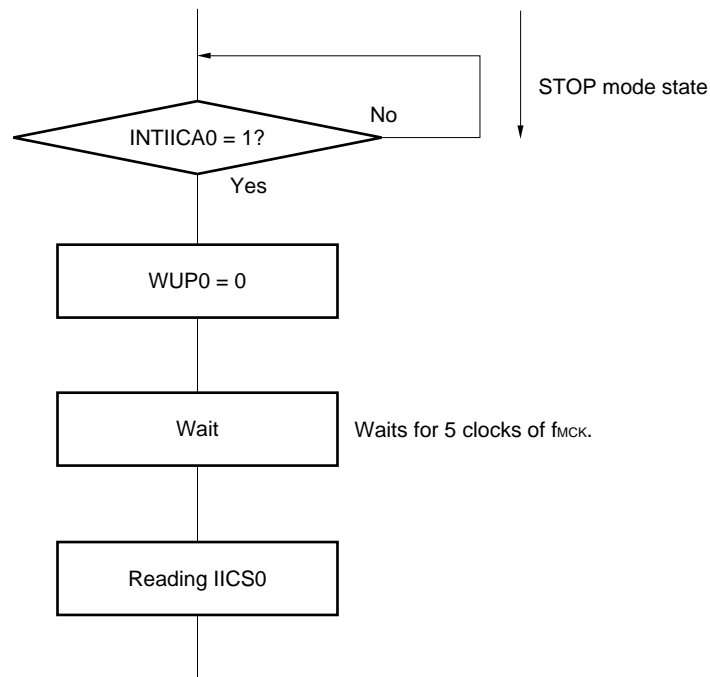 STOP mode state
No
INTIICA0 = 1?
Yes
WUP0 = 0
Wait
Waits for 5 clocks of fMCK.
Reading IICS0